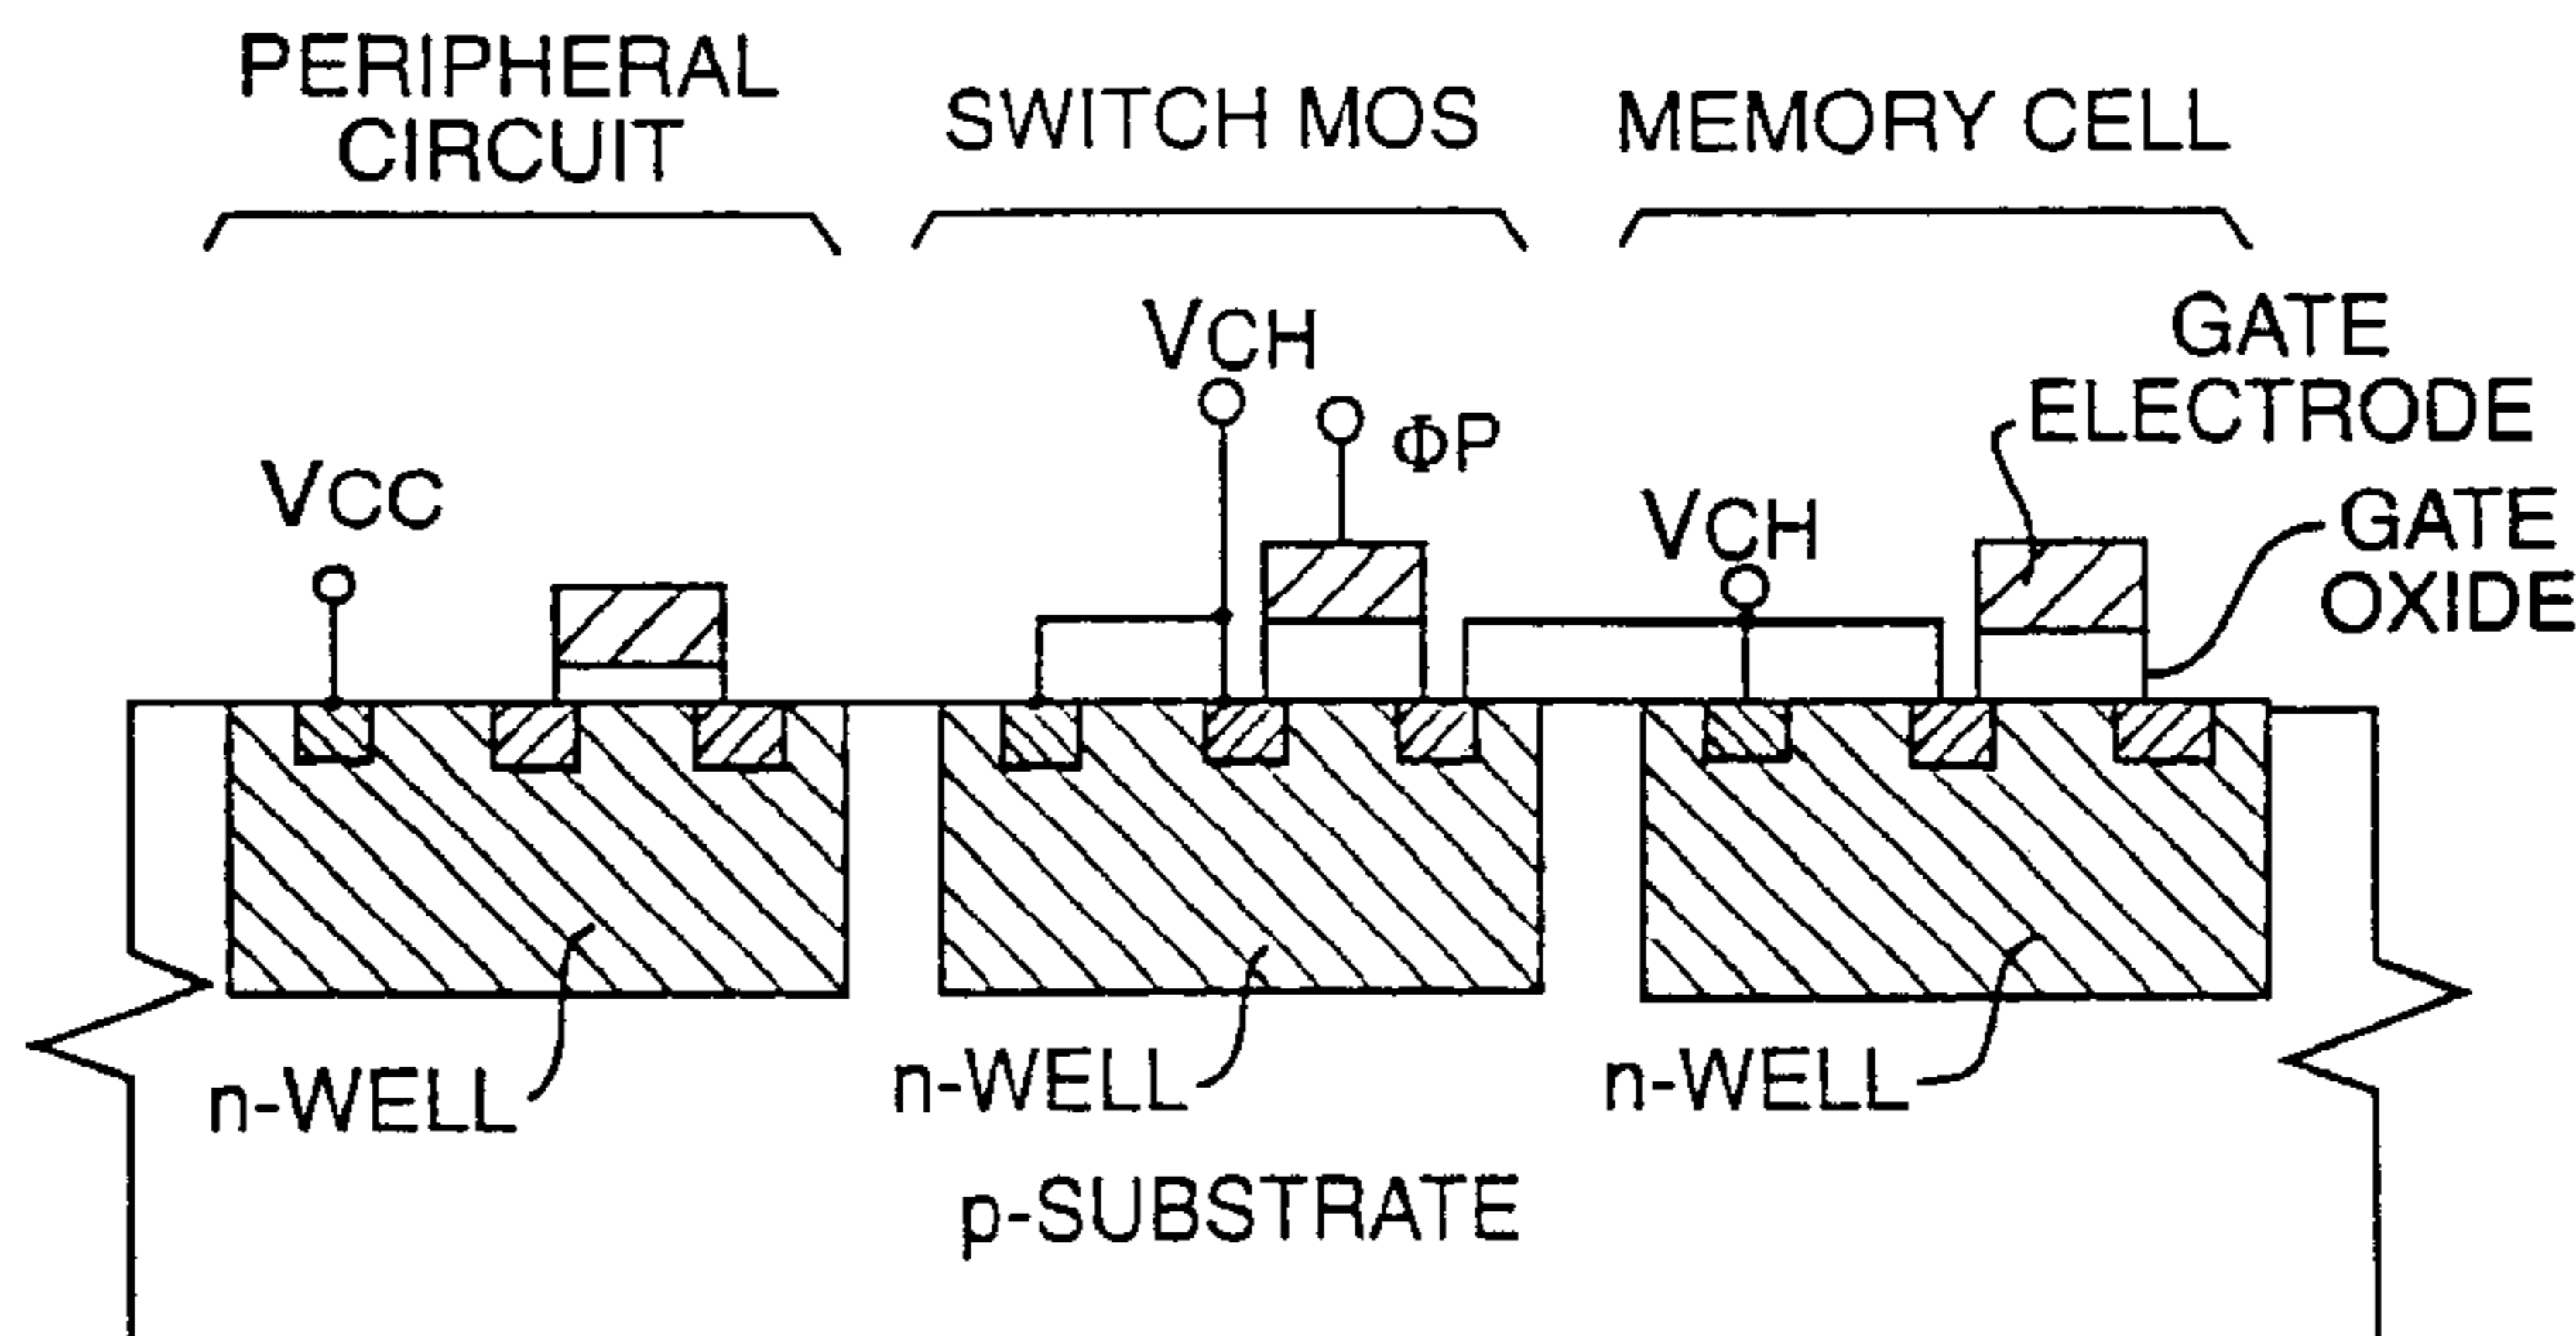 PERIPHERAL
CIRCUIT
SWITCH MOS
MEMORY CELL
VCH
ΦP
GATE
ELECTRODE
VCC
VCH
GATE
OXIDE
n-WELL
n-WELL
n-WELL
p-SUBSTRATE